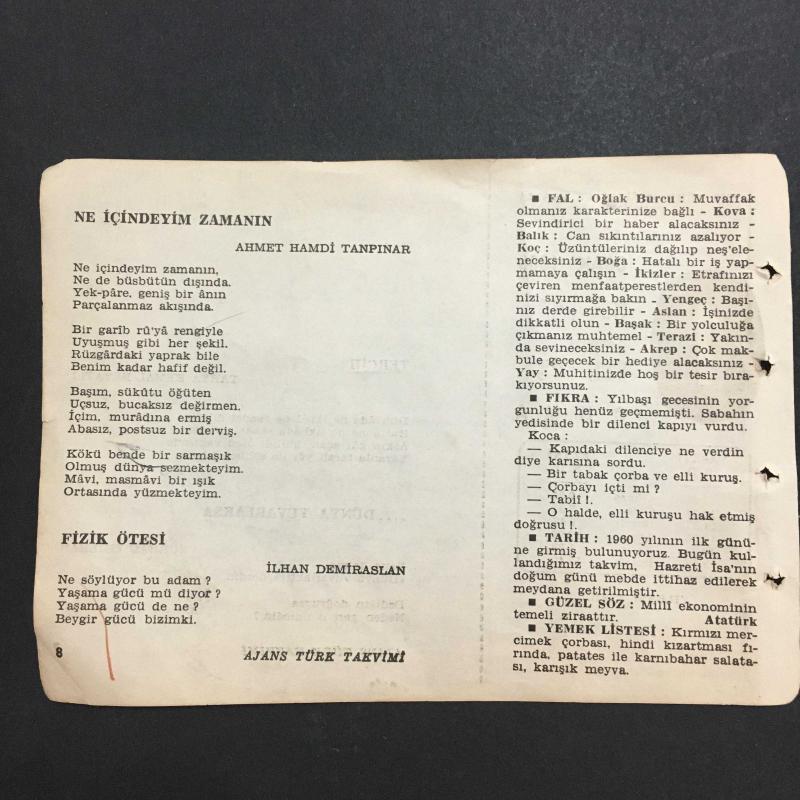 NE İÇİNDEYİM ZAMANIN
AHMET HAMDİ TANPINAR
Ne içindeyim zamanın,
Ne de büsbütün dışında.
Yek-pâre, geniş bir ânın
Parçalanmaz akışında.
Bir garîb rû'yâ rengiyle
Uyuşmuş gibi her şekil.
Rüzgârdaki yaprak bile
Benim kadar hafif değil.
Başım, sükûtu öğüten
Uçsuz, bucaksız değirmen.
İçim, murâdına ermiş
Abasız, postsuz bir derviş.
Kökü bende bir sarmaşık
Olmuş dünya sezmekteyim.
Mâvi, masmâvi bir ışık
Ortasında yüzmekteyim.
FİZİK ÖTESİ
İLHAN DEMİRASLAN
Ne söylüyor bu adam?
Yaşama gücü mü diyor?
Yaşama gücü de ne?
Beygir gücü bizimki.
8
AJANS TÜRK TAKVİMİ
■ FAL : Oğlak Burcu : Muvaffak
olmanız karakterinize bağlı - Kova :
Sevindirici bir haber alacaksınız -
Balık : Can sıkıntılarınız azalıyor -
Koç : Üzüntüleriniz dağılıp neş'ele-
neceksiniz - Boğa : Hatalı bir iş yap-
mamaya çalışın - İkizler : Etrafınızı
çeviren menfaatperestlerden kendi-
nizi sıyırmağa bakın - Yengeç : Başı-
nız derde girebilir - Aslan : İşinizde
dikkatli olun - Başak : Bir yolculuğa
çıkmanız muhtemel - Terazi : Yakın-
da sevineceksiniz - Akrep : Çok mak-
bule geçecek bir hediye alacaksınız -
Yay : Muhitinizde hoş bir tesir bıra-
kıyorsunuz.
■ FIKRA : Yılbaşı gecesinin yor-
gunluğu henüz geçmemişti. Sabahın
yedisinde bir dilenci kapıyı vurdu.
Koca :
— Kapıdaki dilenciye ne verdin
diye karısına sordu.
— Bir tabak çorba ve elli kuruş.
— Çorbayı içti mi ?
— Tabiî !.
— O halde, elli kuruşu hak etmiş
doğrusu !.
■ TARİH : 1960 yılının ilk günü-
ne girmiş bulunuyoruz. Bugün kul-
landığımız takvim, Hazreti İsa'nın
doğum günü mebde ittihaz edilerek
meydana getirilmiştir.
■ GÜZEL SÖZ : Millî ekonominin
temeli ziraattır. Atatürk
■ YEMEK LİSTESİ : Kırmızı mer-
cimek çorbası, hindi kızartması fı-
rında, patates ile karnıbahar salata-
sı, karışık meyva.